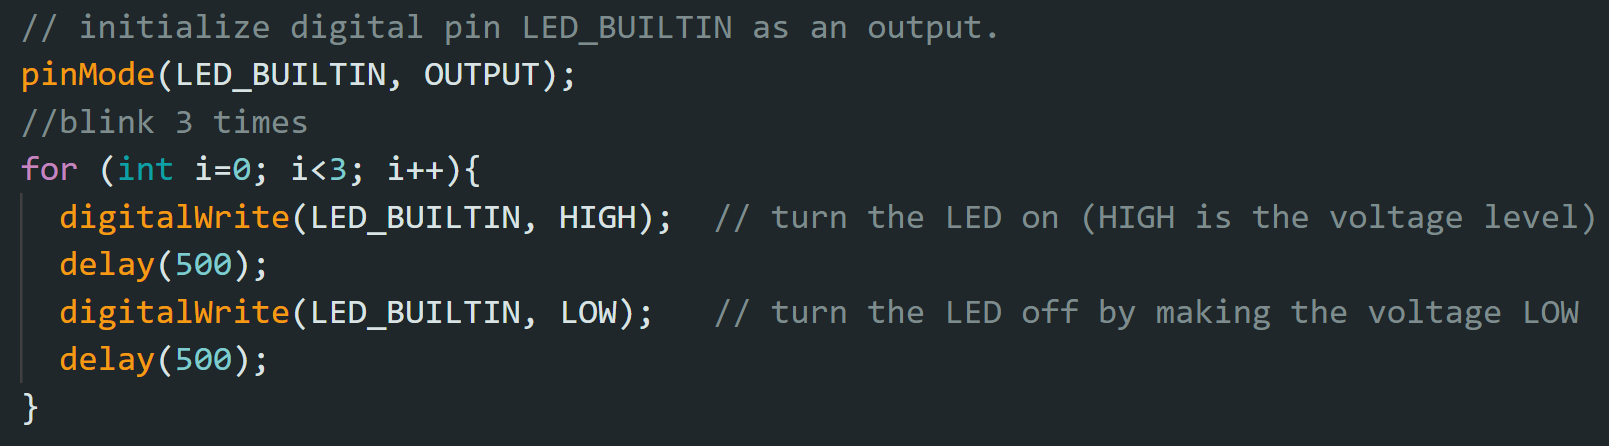 // initialize digital pin LED_BUILTIN as an output.
pinMode(LED_BUILTIN, OUTPUT);
//blink 3 times
for (int i=0; i<3; i++){
  digitalWrite(LED_BUILTIN, HIGH);  // turn the LED on (HIGH is the voltage level)
  delay(500);
  digitalWrite(LED_BUILTIN, LOW);   // turn the LED off by making the voltage LOW
  delay(500);
}